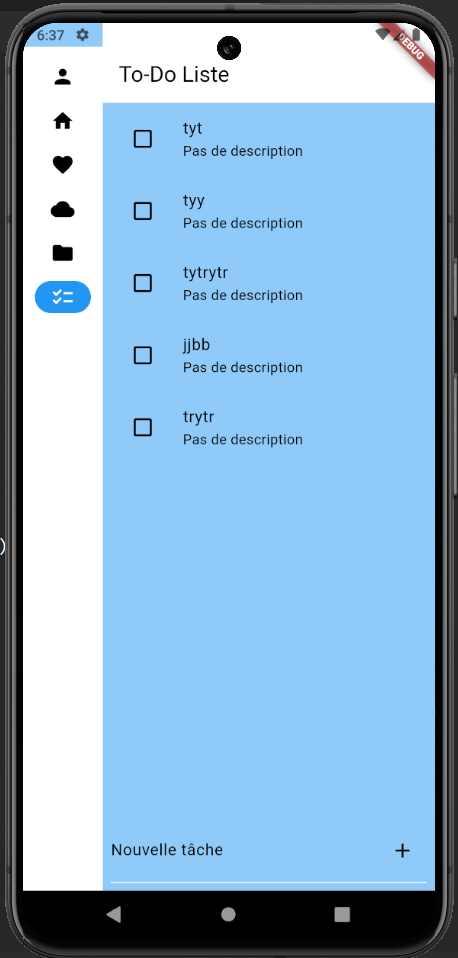 6:37
DEBUG
To-Do Liste
tyt
Pas de description
tyy
Pas de description
tytrytr
Pas de description
jjbb
Pas de description
trytr
Pas de description
)
Nouvelle tâche